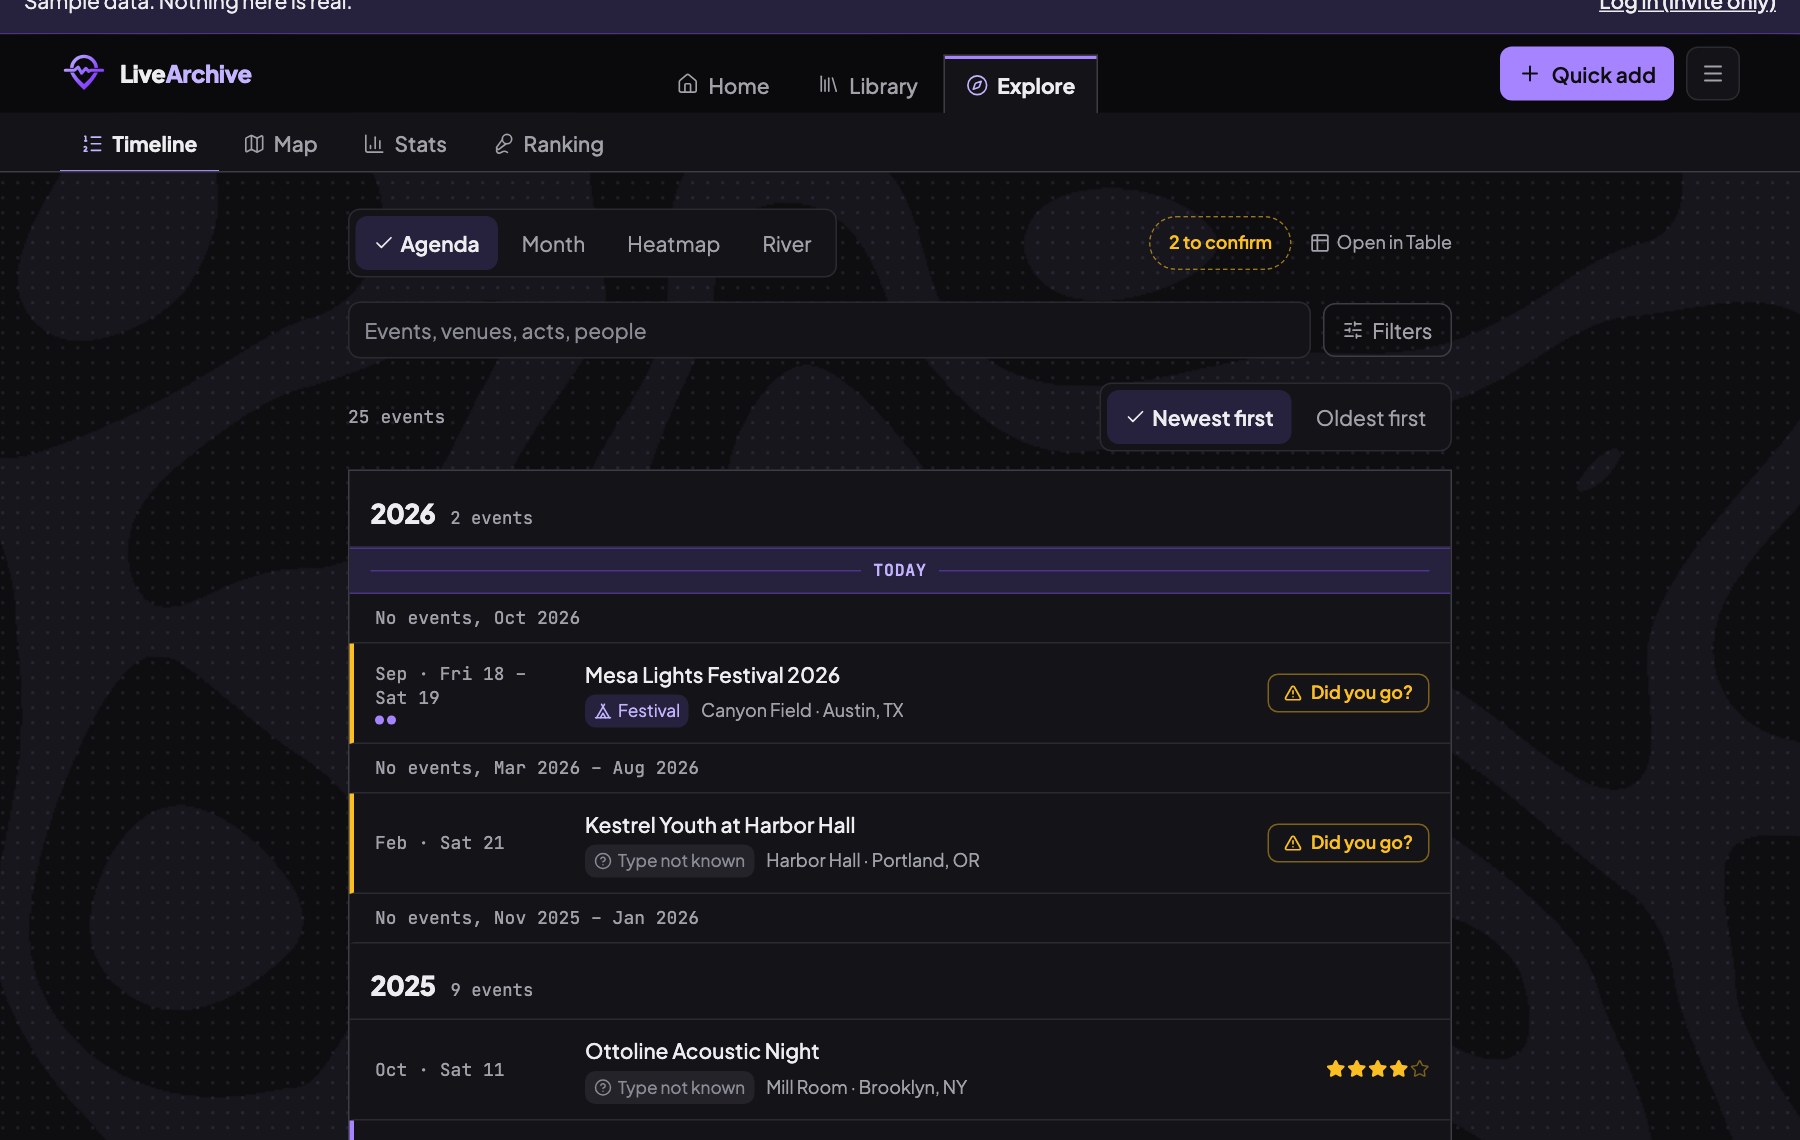 Sample data. Nothing here is real.
Log in (invite only)
LiveArchive
Home
Library
Explore
Quick add
Timeline
Map
Stats
Ranking
Agenda
Month
Heatmap
River
2 to confirm
Open in Table
Events, venues, acts, people
Filters
25 events
Newest first
Oldest first
2026 2 events
TODAY
No events, Oct 2026
Sep · Fri 18 –
Sat 19
Mesa Lights Festival 2026
Festival
Canyon Field · Austin, TX
Did you go?
No events, Mar 2026 – Aug 2026
Feb · Sat 21
Kestrel Youth at Harbor Hall
Type not known
Harbor Hall · Portland, OR
Did you go?
No events, Nov 2025 – Jan 2026
2025 9 events
Oct · Sat 11
Ottoline Acoustic Night
Type not known
Mill Room · Brooklyn, NY